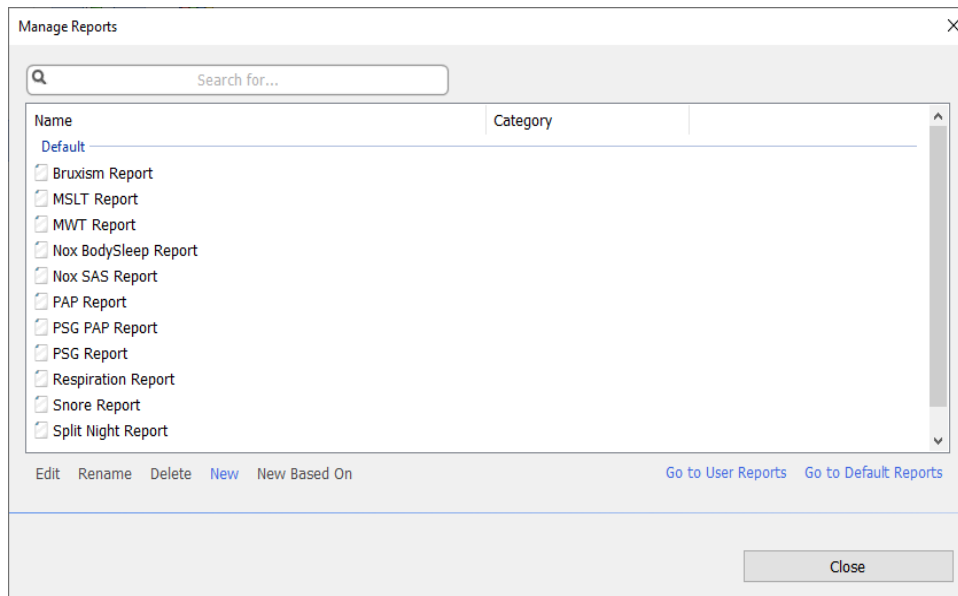 Manage Reports
Search for...
Name Category
Default
Bruxism Report
MSLT Report
MWT Report
Nox BodySleep Report
Nox SAS Report
PAP Report
PSG PAP Report
PSG Report
Respiration Report
Snore Report
Split Night Report
Edit Rename Delete New New Based On Go to User Reports Go to Default Reports
Close